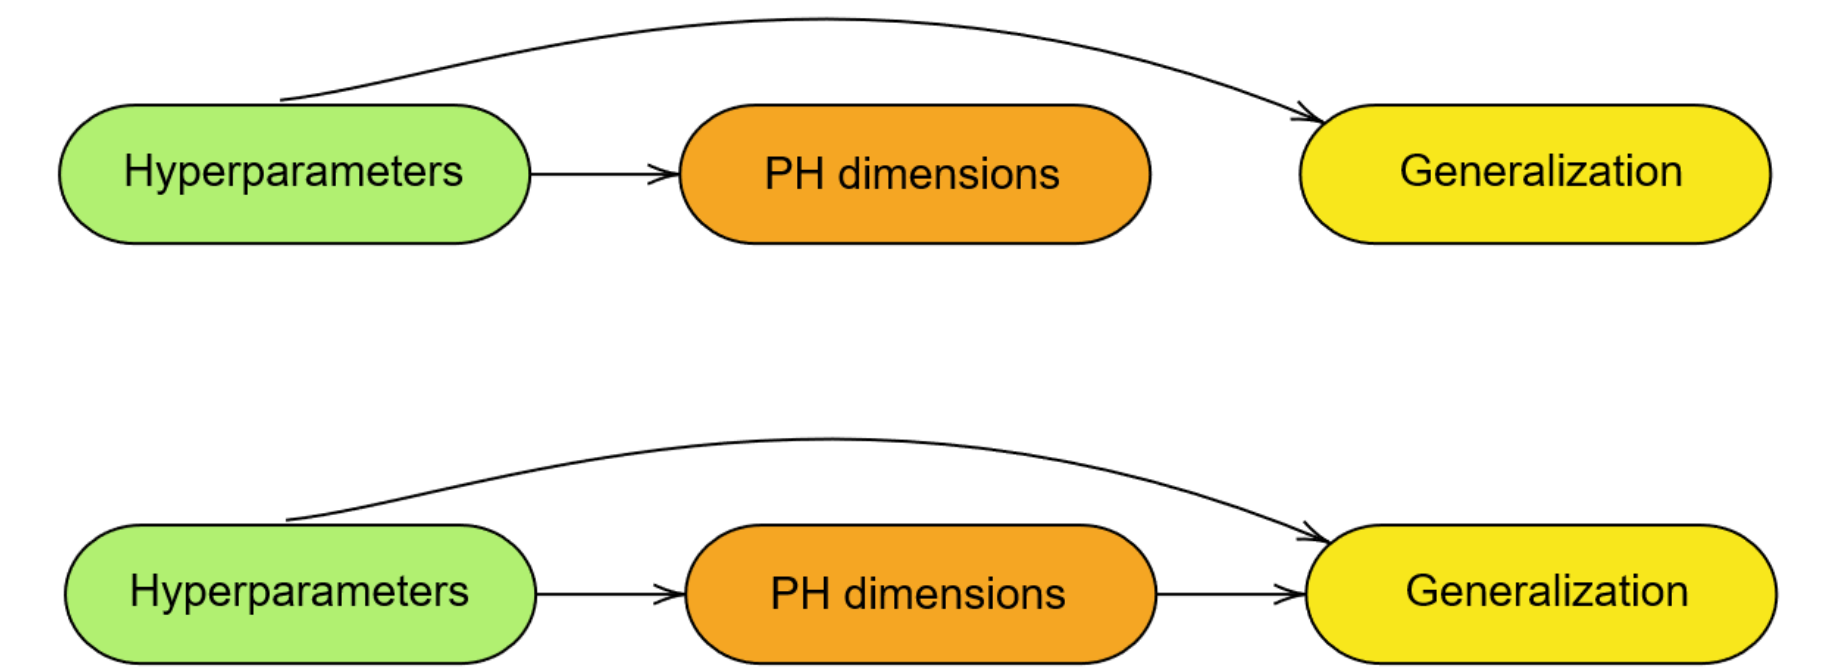 Hyperparameters
PH dimensions
Generalization
Hyperparameters
PH dimensions
Generalization